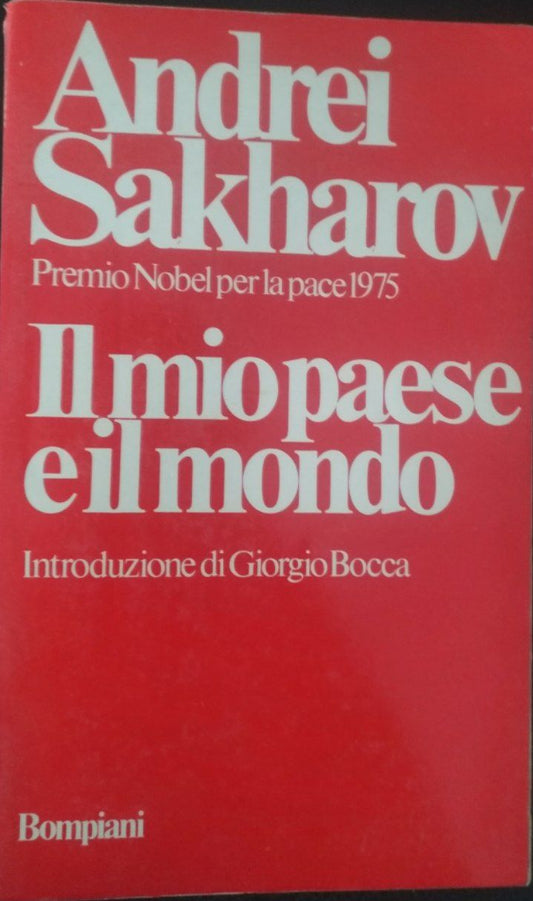 Andrei
Sakharov
Premio Nobel per la pace 1975
Il mio paese
e il mondo
Introduzione di Giorgio Bocca
Bompiani